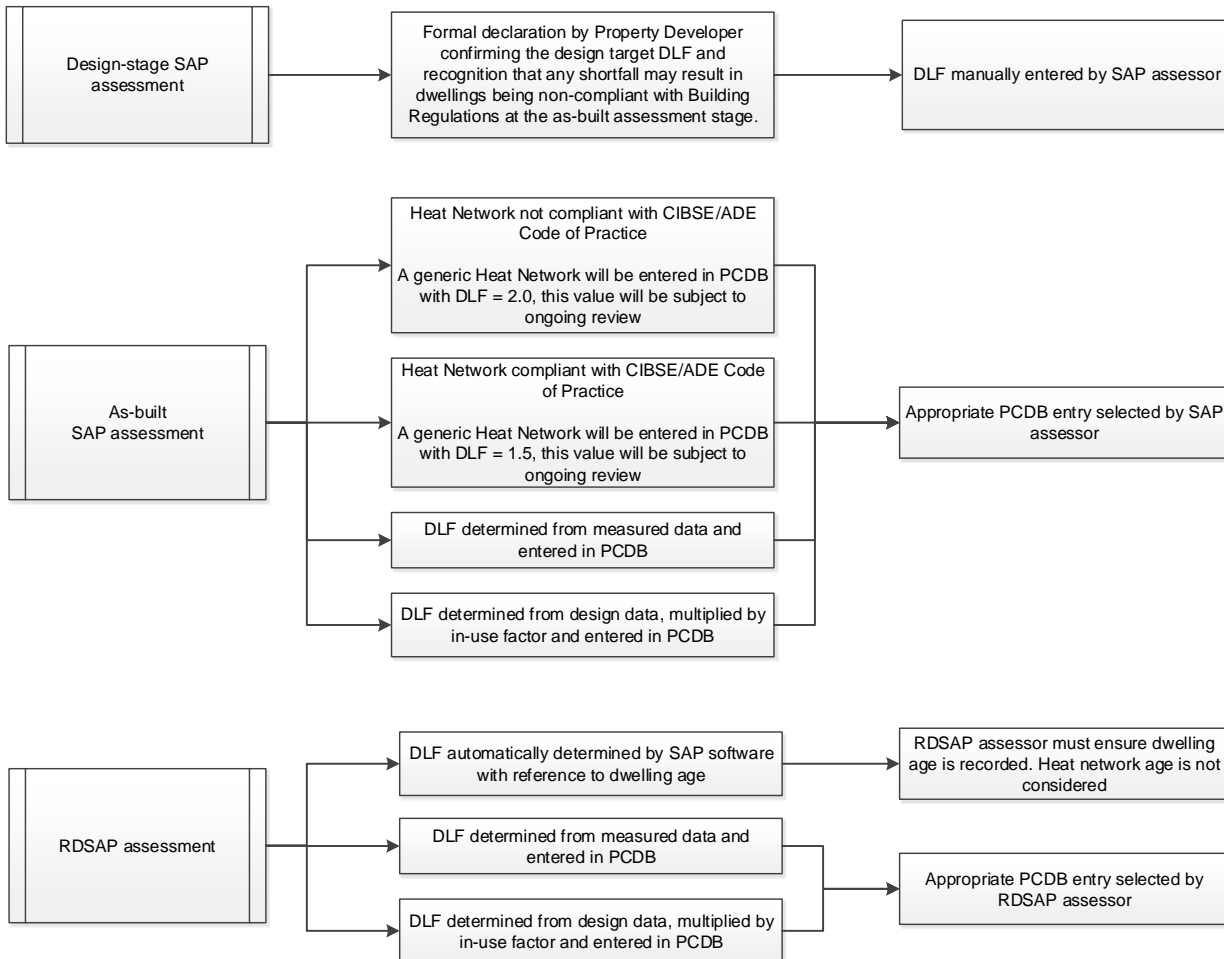 Design-stage SAP
assessment
Formal declaration by Property Developer
confirming the design target DLF and
recognition that any shortfall may result in
dwellings being non-compliant with Building
Regulations at the as-built assessment stage.
DLF manually entered by SAP assessor
As-built
SAP assessment
Heat Network not compliant with CIBSE/ADE
Code of Practice
A generic Heat Network will be entered in PCDB
with DLF = 2.0, this value will be subject to
ongoing review
Heat Network compliant with CIBSE/ADE Code
of Practice
A generic Heat Network will be entered in PCDB
with DLF = 1.5, this value will be subject to
ongoing review
DLF determined from measured data and
entered in PCDB
DLF determined from design data, multiplied by
in-use factor and entered in PCDB
Appropriate PCDB entry selected by SAP
assessor
RDSAP assessment
DLF automatically determined by SAP software
with reference to dwelling age
RDSAP assessor must ensure dwelling
age is recorded. Heat network age is not
considered
DLF determined from measured data and
entered in PCDB
DLF determined from design data, multiplied by
in-use factor and entered in PCDB
Appropriate PCDB entry selected by
RDSAP assessor